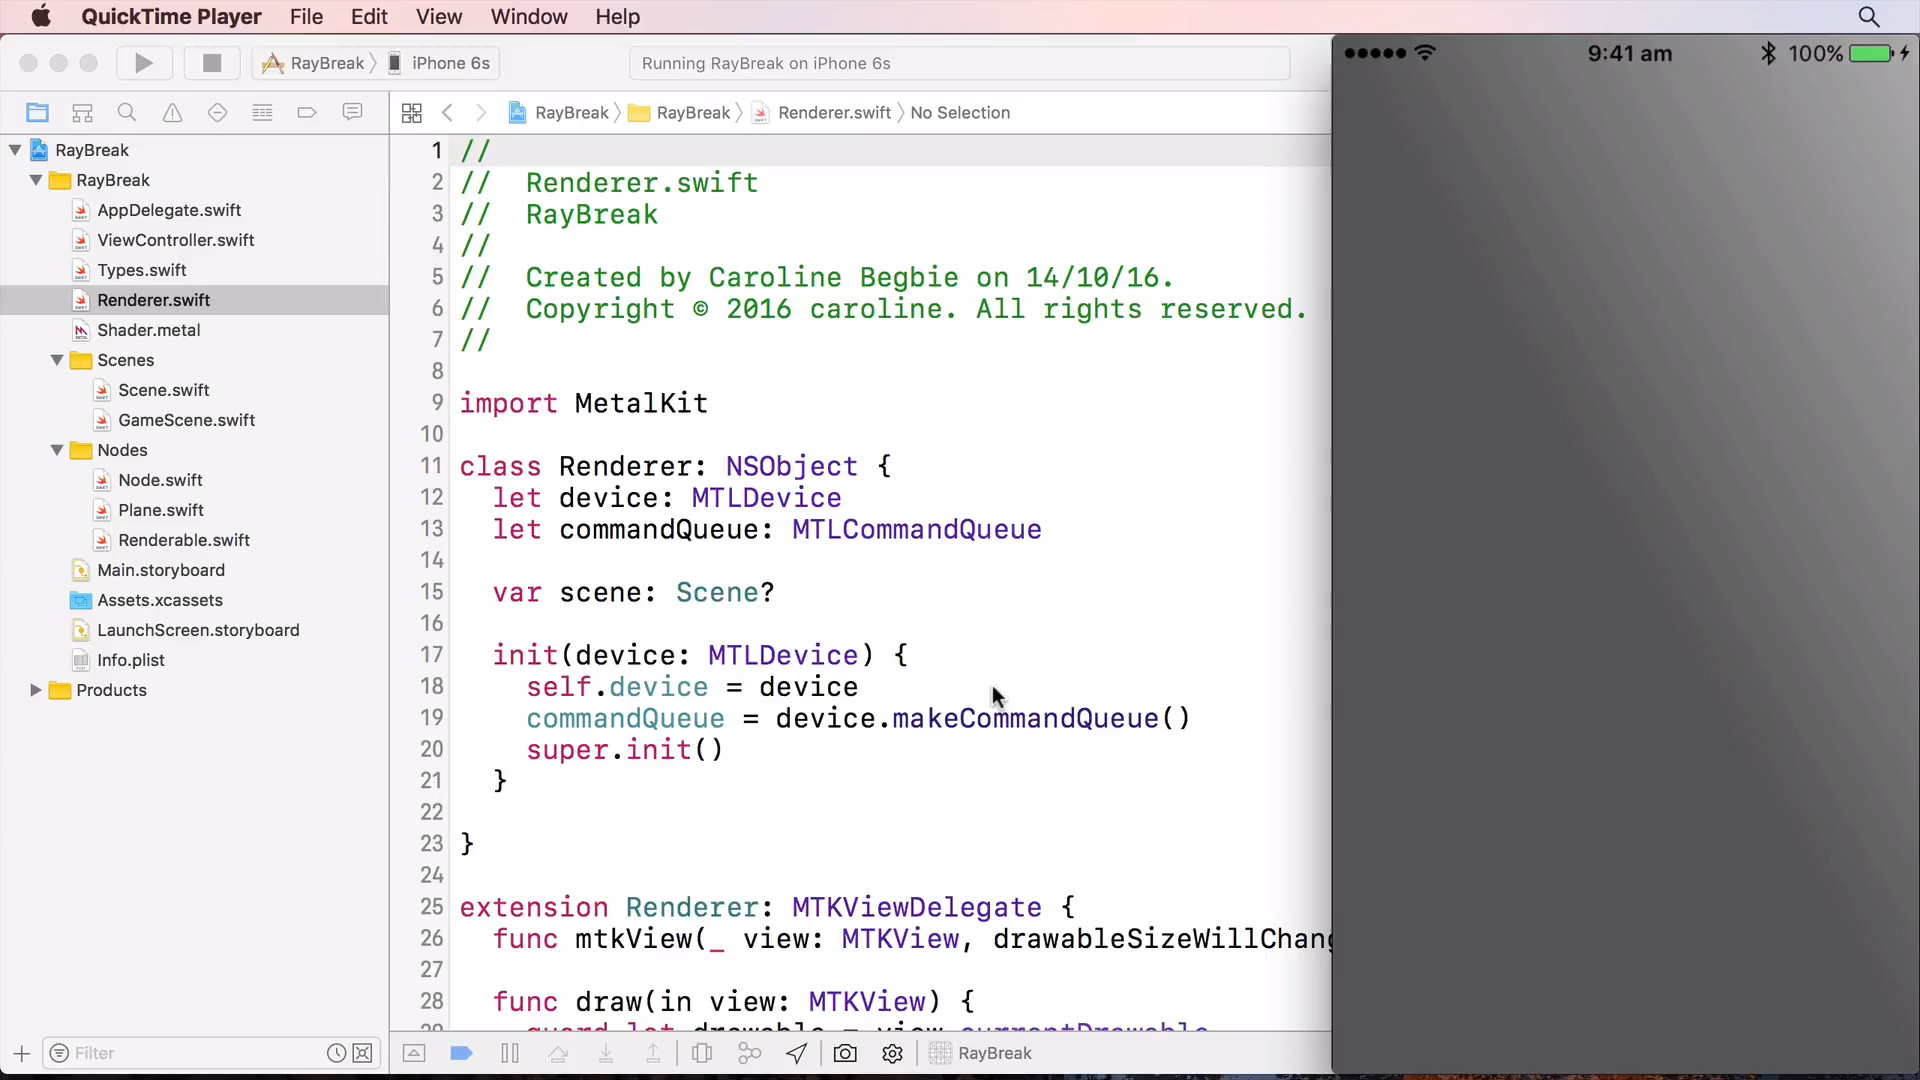 QuickTime Player File Edit View Window Help
RayBreak iPhone 6s Running RayBreak on iPhone 6s
9:41 am 100%
RayBreak RayBreak Renderer.swift No Selection
RayBreak
RayBreak
AppDelegate.swift
ViewController.swift
Types.swift
Renderer.swift
Shader.metal
Scenes
Scene.swift
GameScene.swift
Nodes
Node.swift
Plane.swift
Renderable.swift
Main.storyboard
Assets.xcassets
LaunchScreen.storyboard
Info.plist
Products
Filter
1 //
2 // Renderer.swift
3 // RayBreak
4 //
5 // Created by Caroline Begbie on 14/10/16.
6 // Copyright © 2016 caroline. All rights reserved.
7 //
8
9 import MetalKit
10
11 class Renderer: NSObject {
12 let device: MTLDevice
13 let commandQueue: MTLCommandQueue
14
15 var scene: Scene?
16
17 init(device: MTLDevice) {
18 self.device = device
19 commandQueue = device.makeCommandQueue()
20 super.init()
21 }
22
23 }
24
25 extension Renderer: MTKViewDelegate {
26 func mtkView(_ view: MTKView, drawableSizeWillChang
27
28 func draw(in view: MTKView) {
29 guard let drawable = view.currentDrawable
RayBreak